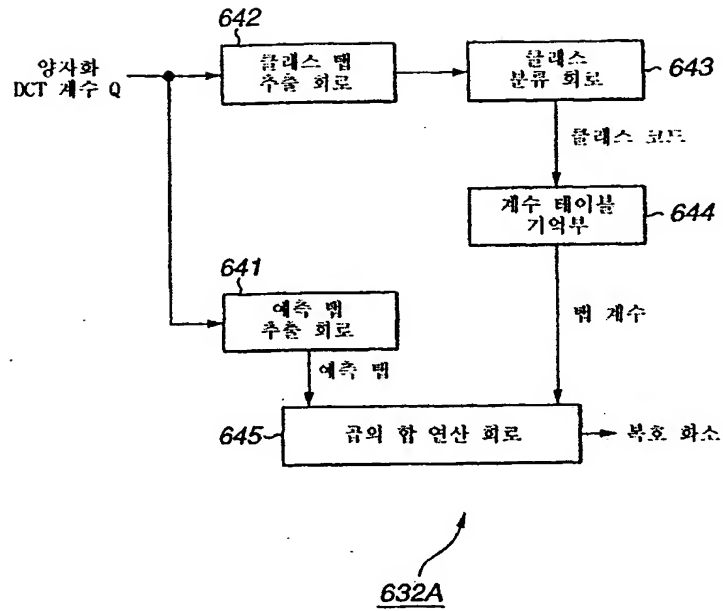 642
양자화
DCT 계수 Q
클래스 탭
추출 회로
클래스
분류 회로
643
클래스 코드
계수 테이블
기억부
644
641
예측 탭
추출 회로
탭 계수
예측 탭
645
곱의 합 연산 회로
복호 화소
632A